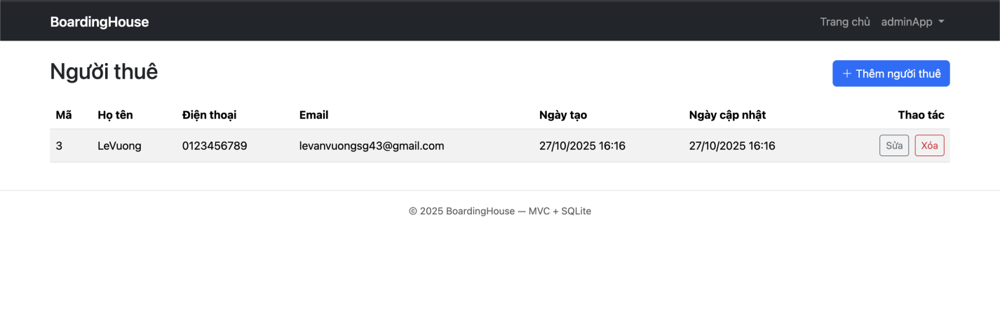 BoardingHouse Trang chủ adminApp
Người thuê + Thêm người thuê
Mã Họ tên Điện thoại Email Ngày tạo Ngày cập nhật Thao tác
3 LeVuong 0123456789 levanvuongsg43@gmail.com 27/10/2025 16:16 27/10/2025 16:16 Sửa Xóa
© 2025 BoardingHouse — MVC + SQLite